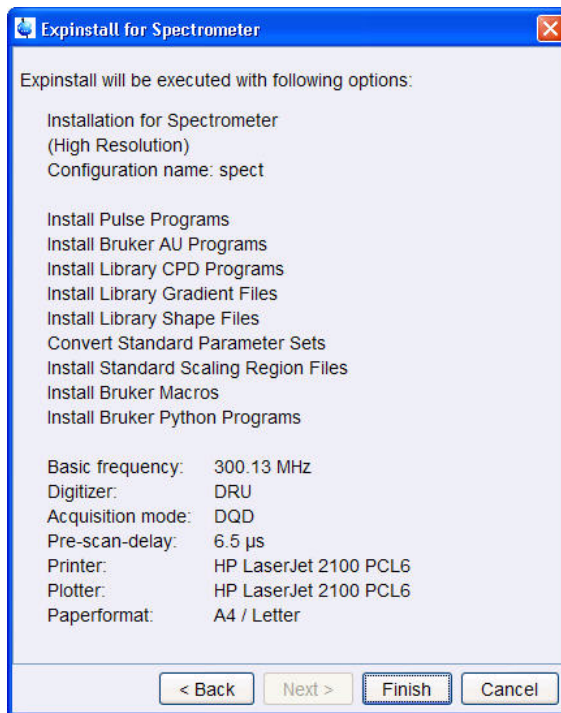 Expinstall for Spectrometer
Expinstall will be executed with following options:
Installation for Spectrometer
(High Resolution)
Configuration name: spect
Install Pulse Programs
Install Bruker AU Programs
Install Library CPD Programs
Install Library Gradient Files
Install Library Shape Files
Convert Standard Parameter Sets
Install Standard Scaling Region Files
Install Bruker Macros
Install Bruker Python Programs
Basic frequency: 300.13 MHz
Digitizer: DRU
Acquisition mode: DQD
Pre-scan-delay: 6.5 µs
Printer: HP LaserJet 2100 PCL6
Plotter: HP LaserJet 2100 PCL6
Paperformat: A4 / Letter
< Back Next > Finish Cancel